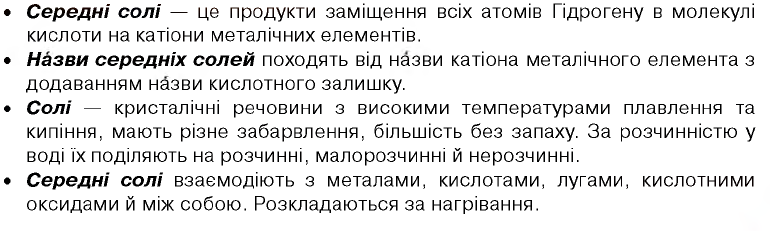 • Середні солі — це продукти заміщення всіх атомів Гідрогену в молекулі
кислоти на катіони металічних елементів.
• На́зви середніх солей походять від на́зви катіона металічного елемента з
додаванням на́зви кислотного залишку.
• Солі — кристалічні речовини з високими температурами плавлення та
кипіння, мають різне забарвлення, більшість без запаху. За розчинністю у
воді їх поділяють на розчинні, малорозчинні й нерозчинні.
• Середні солі взаємодіють з металами, кислотами, лугами, кислотними
оксидами й між собою. Розкладаються за нагрівання.